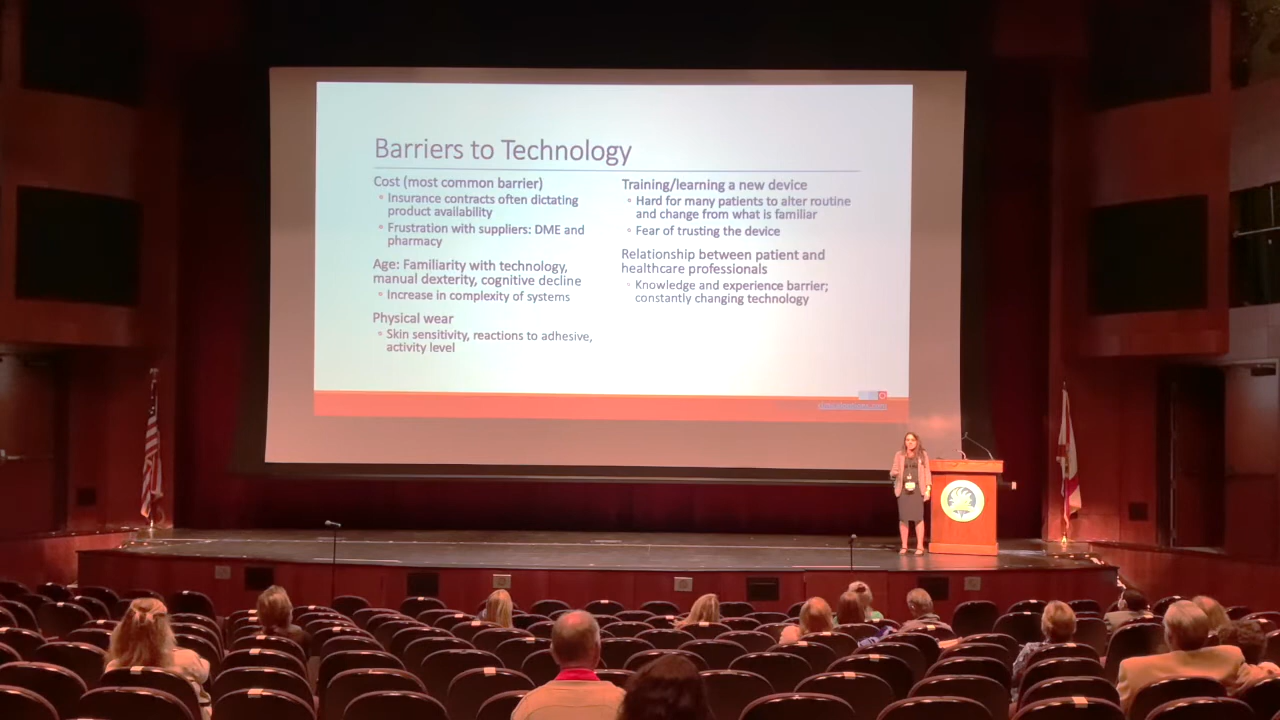 Barriers to Technology
Cost (most common barrier)
Insurance contracts often dictating
product availability
Frustration with suppliers: DME and
pharmacy
Age: Familiarity with technology,
manual dexterity, cognitive decline
Increase in complexity of systems
Physical wear
Skin sensitivity, reactions to adhesive,
activity level
Training/learning a new device
Hard for many patients to alter routine
and change from what is familiar
Fear of trusting the device
Relationship between patient and
healthcare professionals
Knowledge and experience barrier;
constantly changing technology